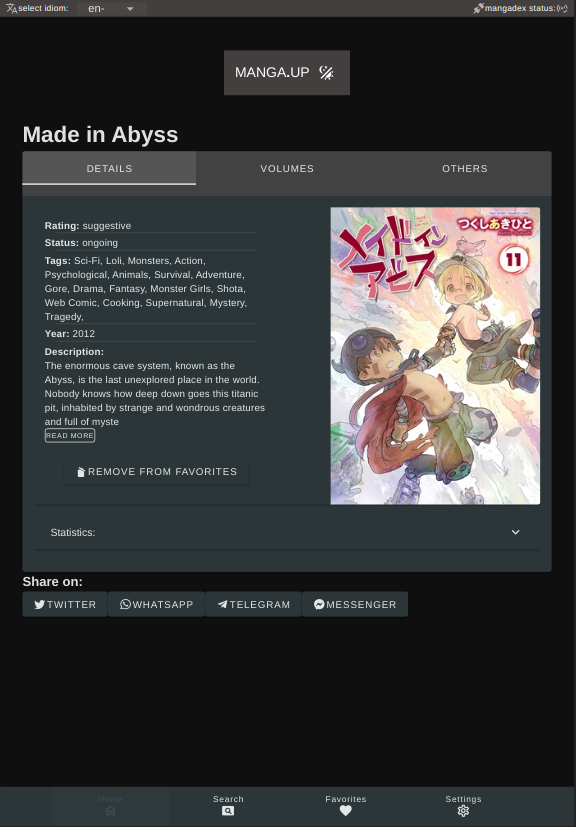 select idiom: en- mangadex status:
MANGA.UP
Made in Abyss
DETAILS VOLUMES OTHERS
Rating: suggestive
Status: ongoing
Tags: Sci-Fi, Loli, Monsters, Action,
Psychological, Animals, Survival, Adventure,
Gore, Drama, Fantasy, Monster Girls, Shota,
Web Comic, Cooking, Supernatural, Mystery,
Tragedy,
Year: 2012
Description:
The enormous cave system, known as the
Abyss, is the last unexplored place in the world.
Nobody knows how deep down goes this titanic
pit, inhabited by strange and wondrous creatures
and full of myste
READ MORE
REMOVE FROM FAVORITES
つくしあきひと
メイドイン
アビス
11
Statistics:
Share on:
TWITTER WHATSAPP TELEGRAM MESSENGER
Home Search Favorites Settings